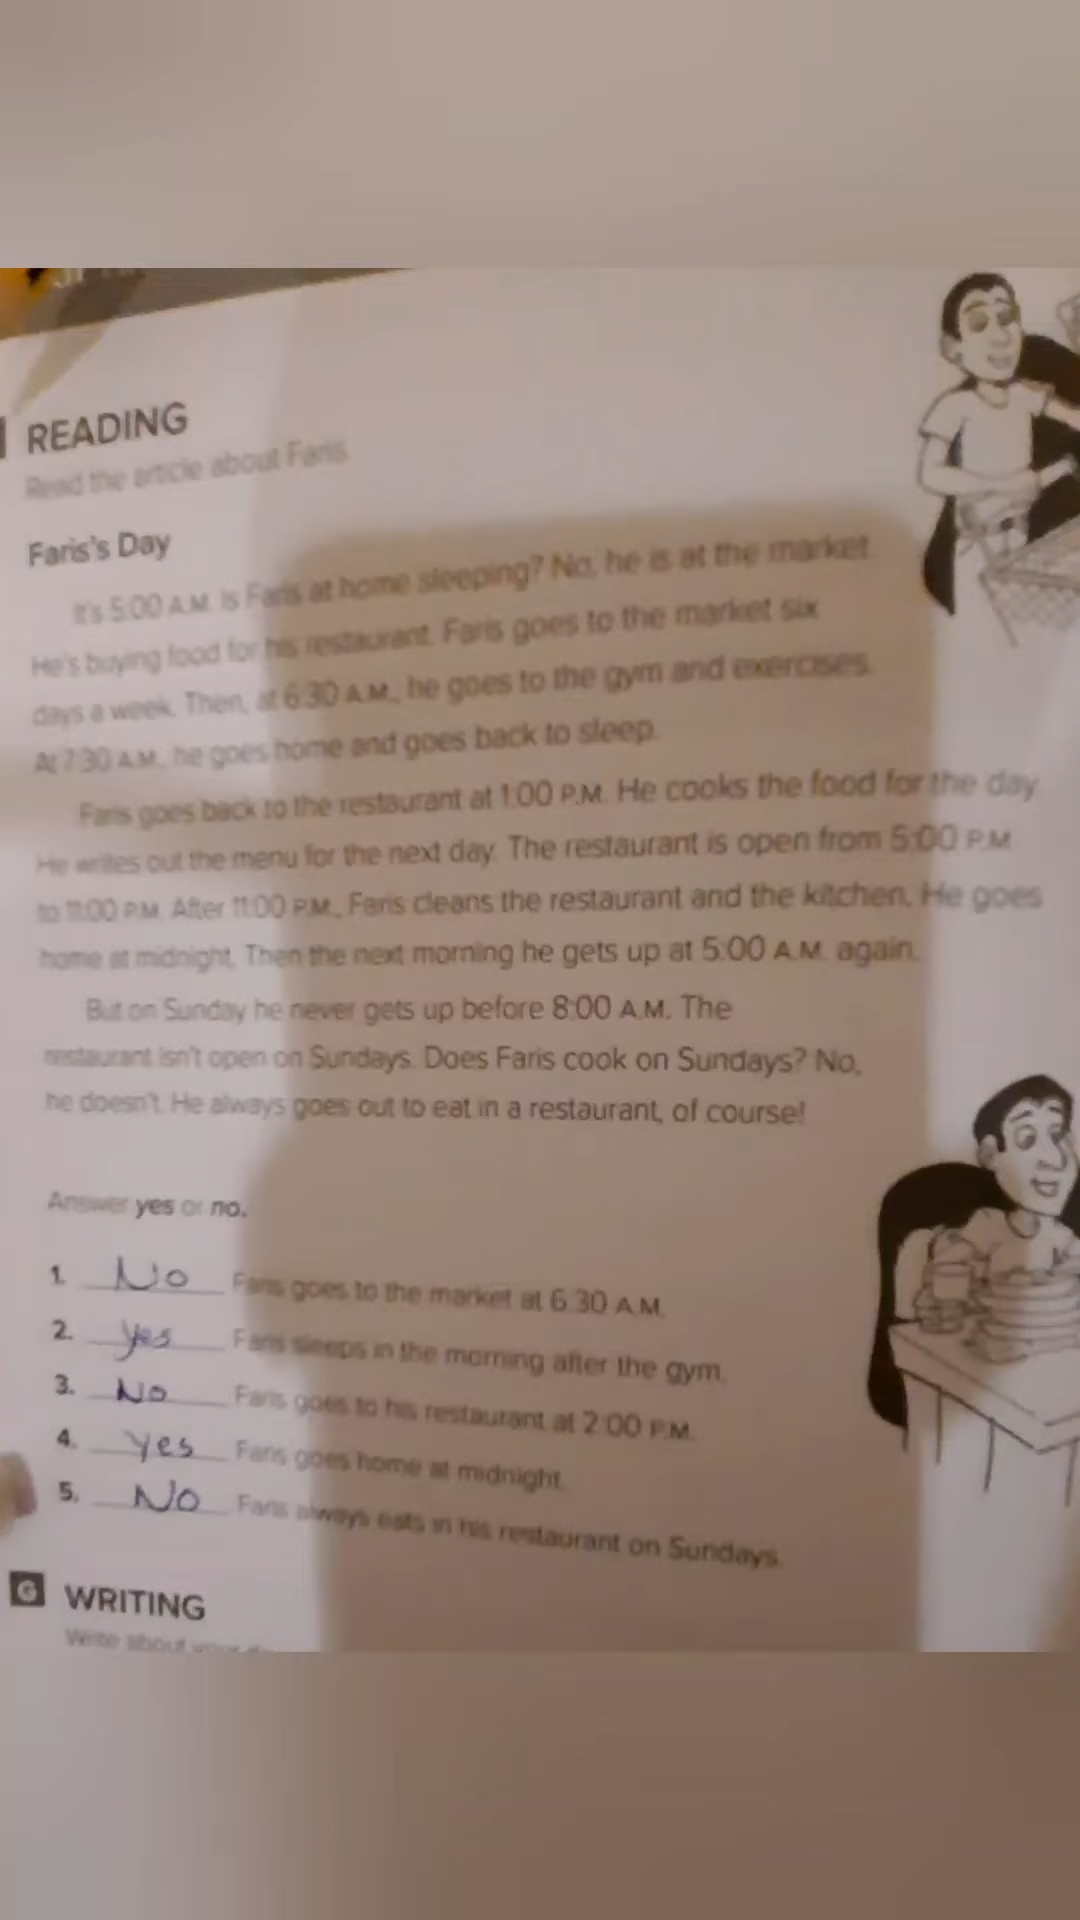 READING
Read the article about Faris.
Faris's Day
It's 5:00 A.M. Is Faris at home sleeping? No, he is at the market.
He's buying food for his restaurant. Faris goes to the market six
days a week. Then, at 6:30 A.M., he goes to the gym and exercises.
At 7:30 A.M., he goes home and goes back to sleep.
Faris goes back to the restaurant at 1:00 P.M. He cooks the food for the day.
He writes out the menu for the next day. The restaurant is open from 5:00 P.M.
to 11:00 P.M. After 11:00 P.M., Faris cleans the restaurant and the kitchen. He goes
home at midnight. Then the next morning he gets up at 5:00 A.M. again.
But on Sunday he never gets up before 8:00 A.M. The
restaurant isn't open on Sundays. Does Faris cook on Sundays? No,
he doesn't. He always goes out to eat in a restaurant, of course!
Answer yes or no.
1. No Faris goes to the market at 6:30 A.M.
2. yes Faris sleeps in the morning after the gym.
3. No Faris goes to his restaurant at 2:00 P.M.
4. yes Faris goes home at midnight.
5. No Faris always eats in his restaurant on Sundays.
G WRITING
Write about your